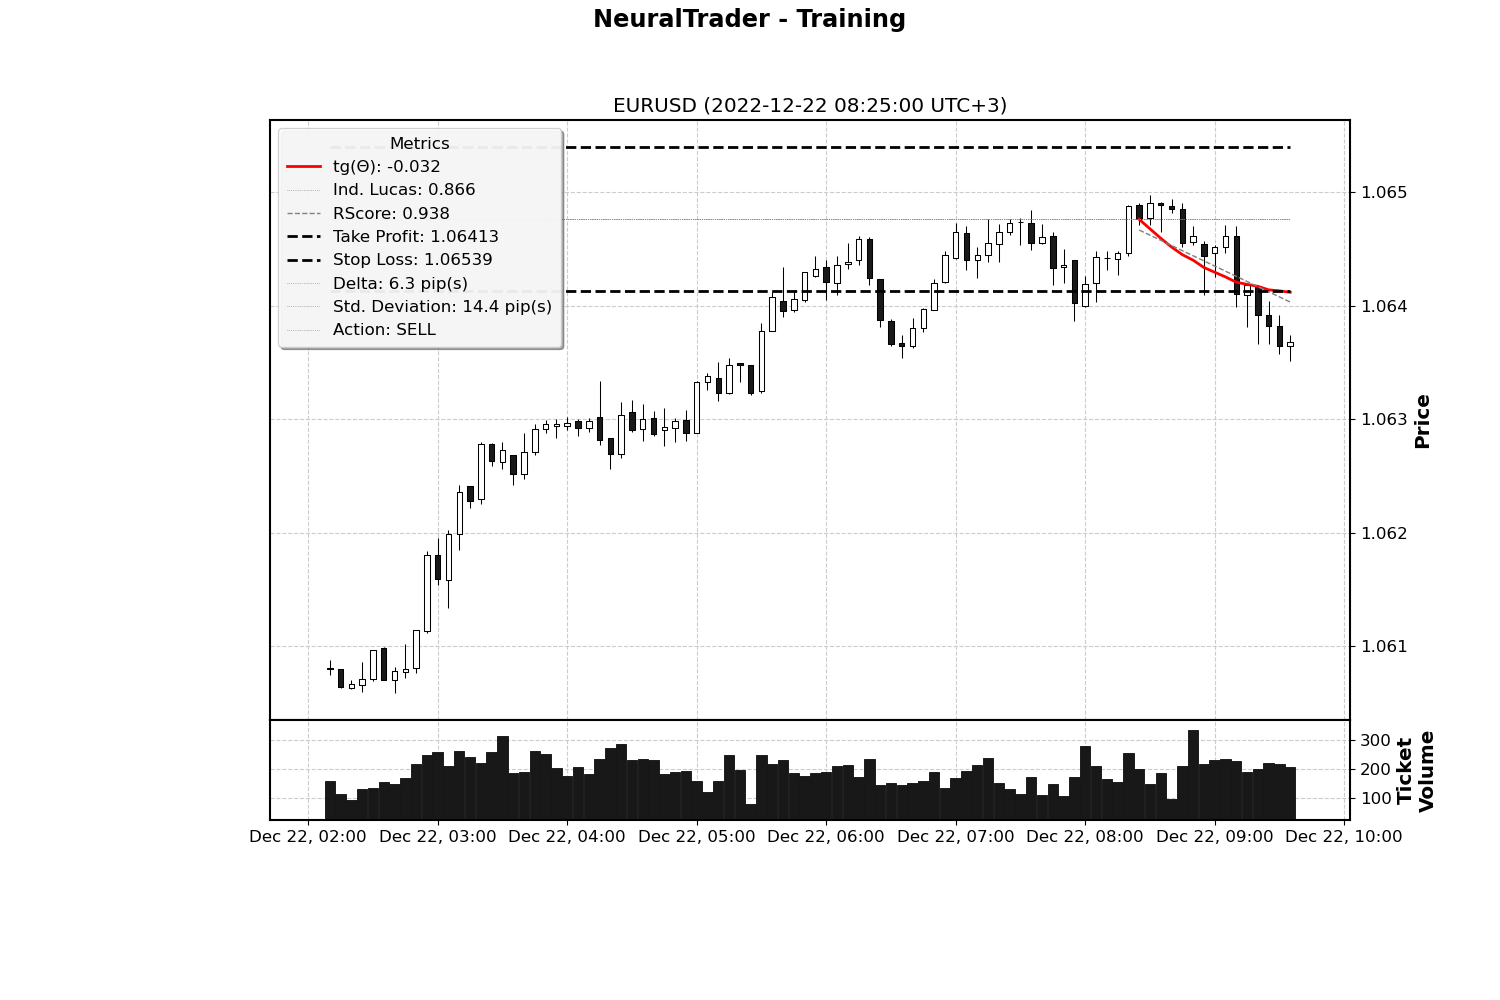 NeuralTrader - Training
EURUSD (2022-12-22 08:25:00 UTC+3)
Metrics
tg(Θ): -0.032
Ind. Lucas: 0.866
RScore: 0.938
Take Profit: 1.06413
Stop Loss: 1.06539
Delta: 6.3 pip(s)
Std. Deviation: 14.4 pip(s)
Action: SELL
1.065
1.064
1.063
1.062
1.061
Price
300
200
100
Ticket
Volume
Dec 22, 02:00 Dec 22, 03:00 Dec 22, 04:00 Dec 22, 05:00 Dec 22, 06:00 Dec 22, 07:00 Dec 22, 08:00 Dec 22, 09:00 Dec 22, 10:00